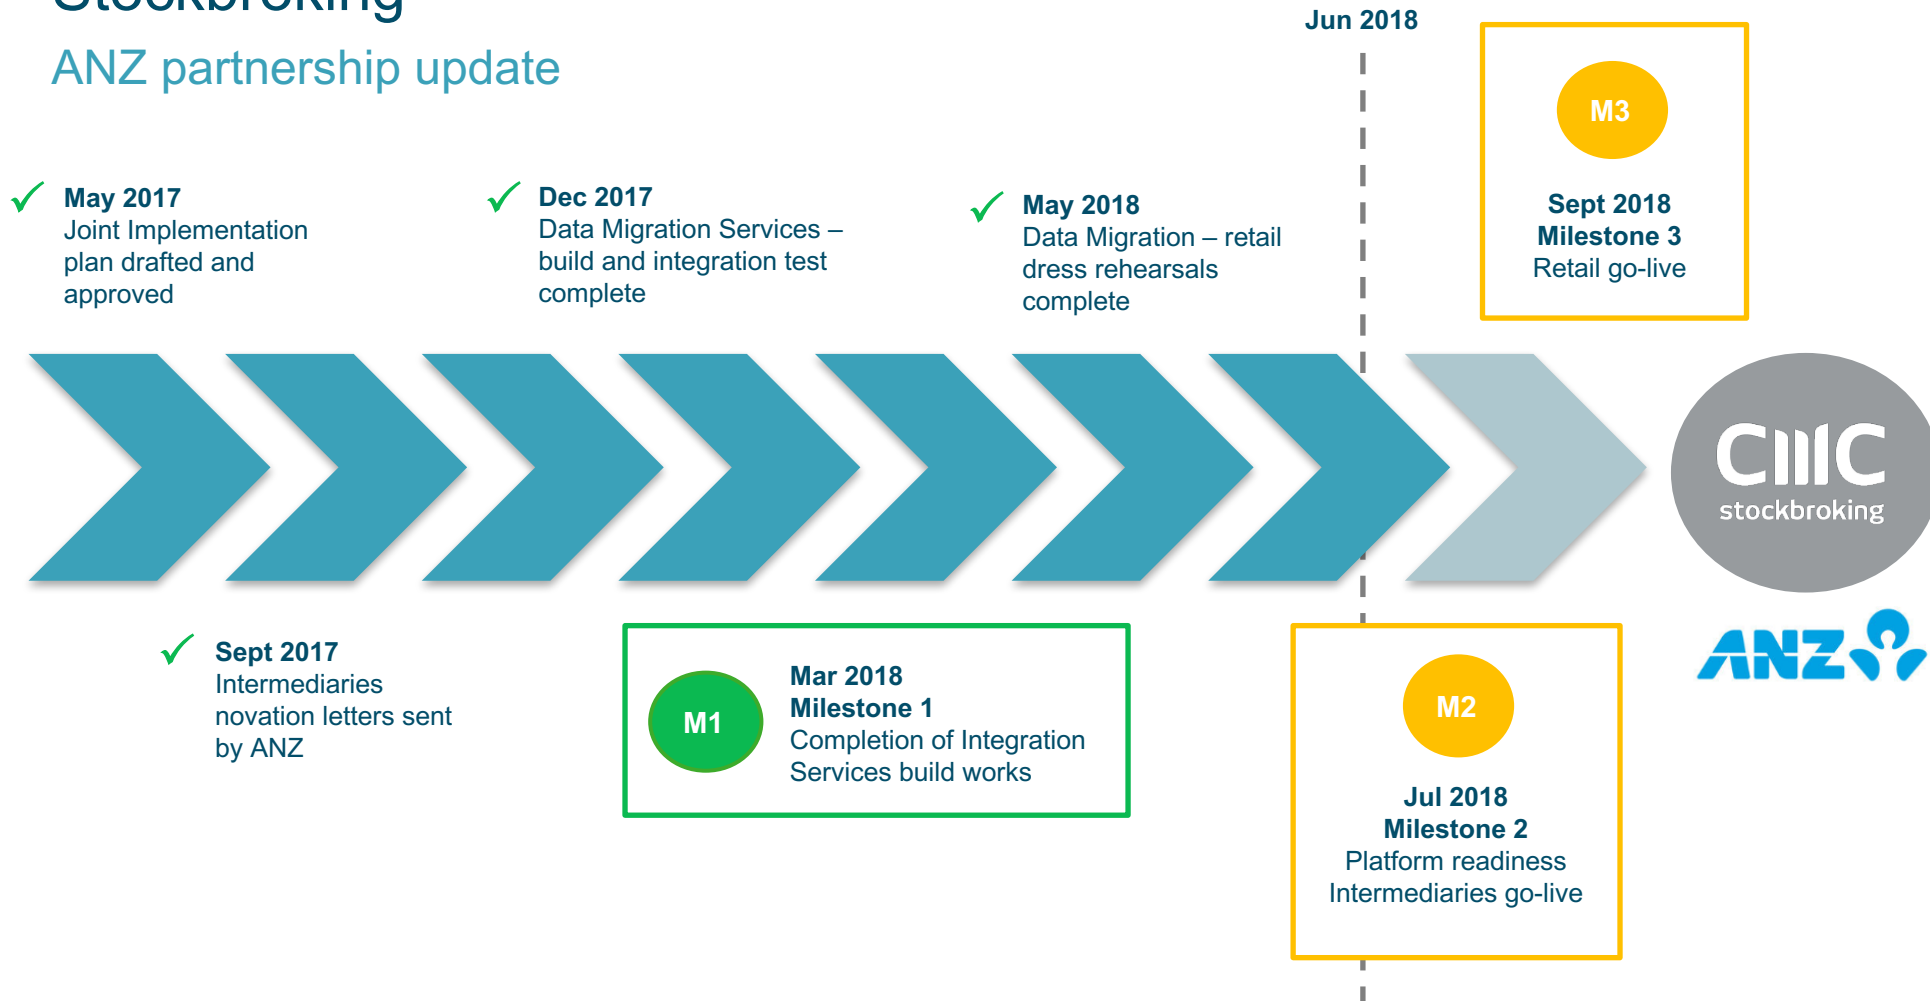 Stockbroking
ANZ partnership update
Jun 2018
M3
Sept 2018
Milestone 3
Retail go-live
May 2017
Joint Implementation
plan drafted and
approved
Dec 2017
Data Migration Services –
build and integration test
complete
May 2018
Data Migration – retail
dress rehearsals
complete
CMC
stockbroking
ANZ
Sept 2017
Intermediaries
novation letters sent
by ANZ
M1
Mar 2018
Milestone 1
Completion of Integration
Services build works
M2
Jul 2018
Milestone 2
Platform readiness
Intermediaries go-live